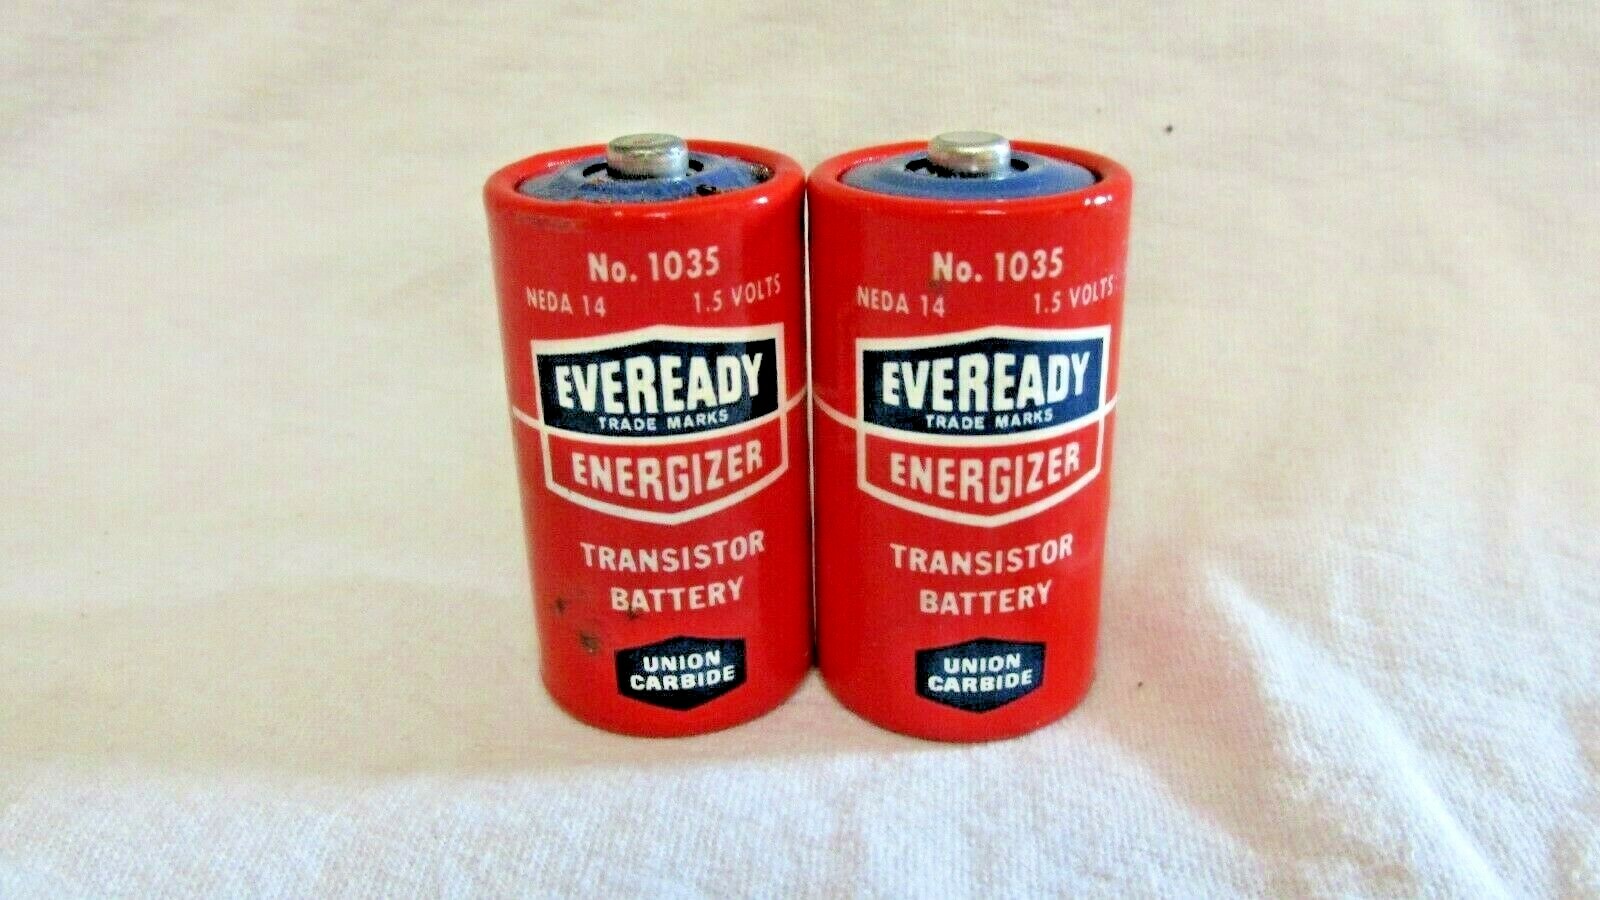 No. 1035
NEDA 14 1.5 VOLTS
EVEREADY
TRADE MARKS
ENERGIZER
TRANSISTOR
BATTERY
UNION
CARBIDE
No. 1035
NEDA 14 1.5 VOLTS
EVEREADY
TRADE MARKS
ENERGIZER
TRANSISTOR
BATTERY
UNION
CARBIDE